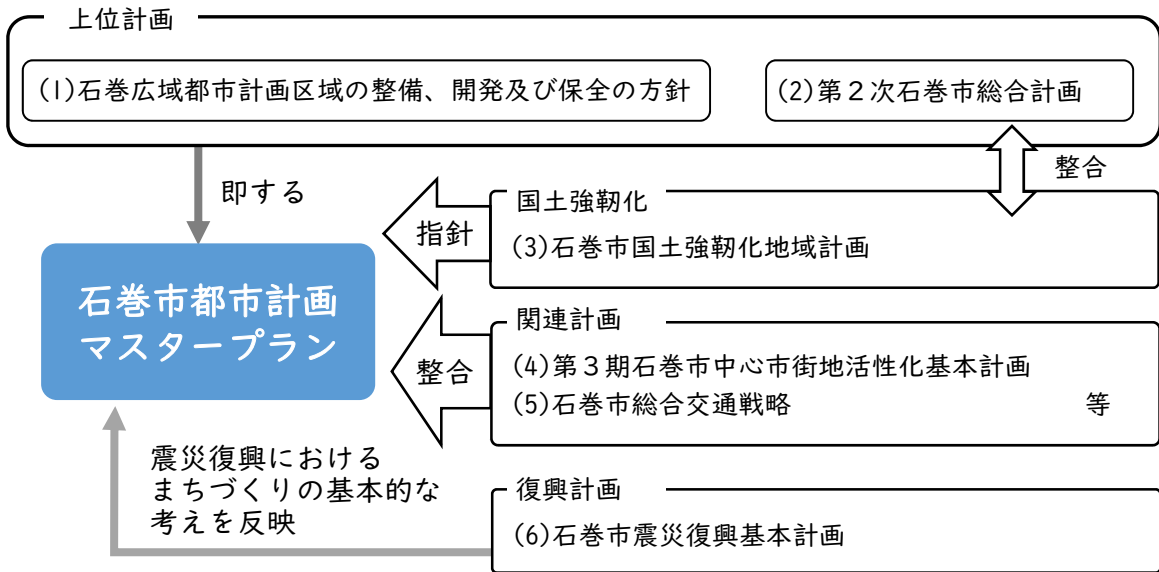 上位計画
(1)石巻広域都市計画区域の整備、開発及び保全の方針
(2)第２次石巻市総合計画
即する
整合
国土強靭化
指針
(3)石巻市国土強靭化地域計画
石巻市都市計画
マスタープラン
関連計画
整合
(4)第３期石巻市中心市街地活性化基本計画
(5)石巻市総合交通戦略 等
震災復興における
まちづくりの基本的な
考えを反映
復興計画
(6)石巻市震災復興基本計画